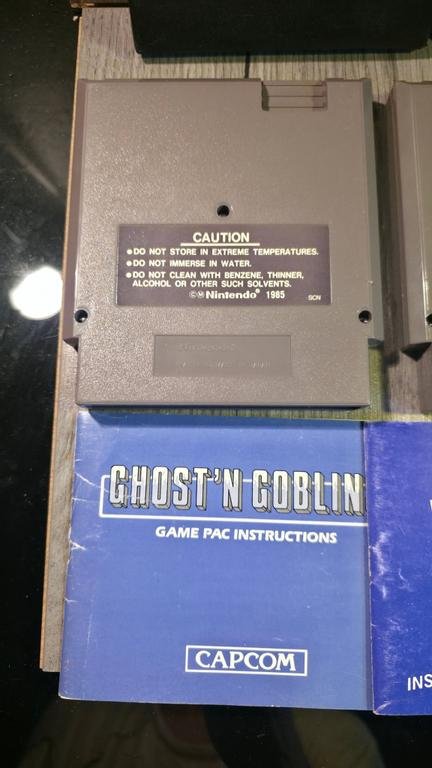 CAUTION
●DO NOT STORE IN EXTREME TEMPERATURES.
●DO NOT IMMERSE IN WATER.
●DO NOT CLEAN WITH BENZENE, THINNER,
ALCOHOL OR OTHER SUCH SOLVENTS.
©Ⓜ Nintendo® 1985
SCN
GHOST'N GOBLIN
GAME PAC INSTRUCTIONS
CAPCOM
INS